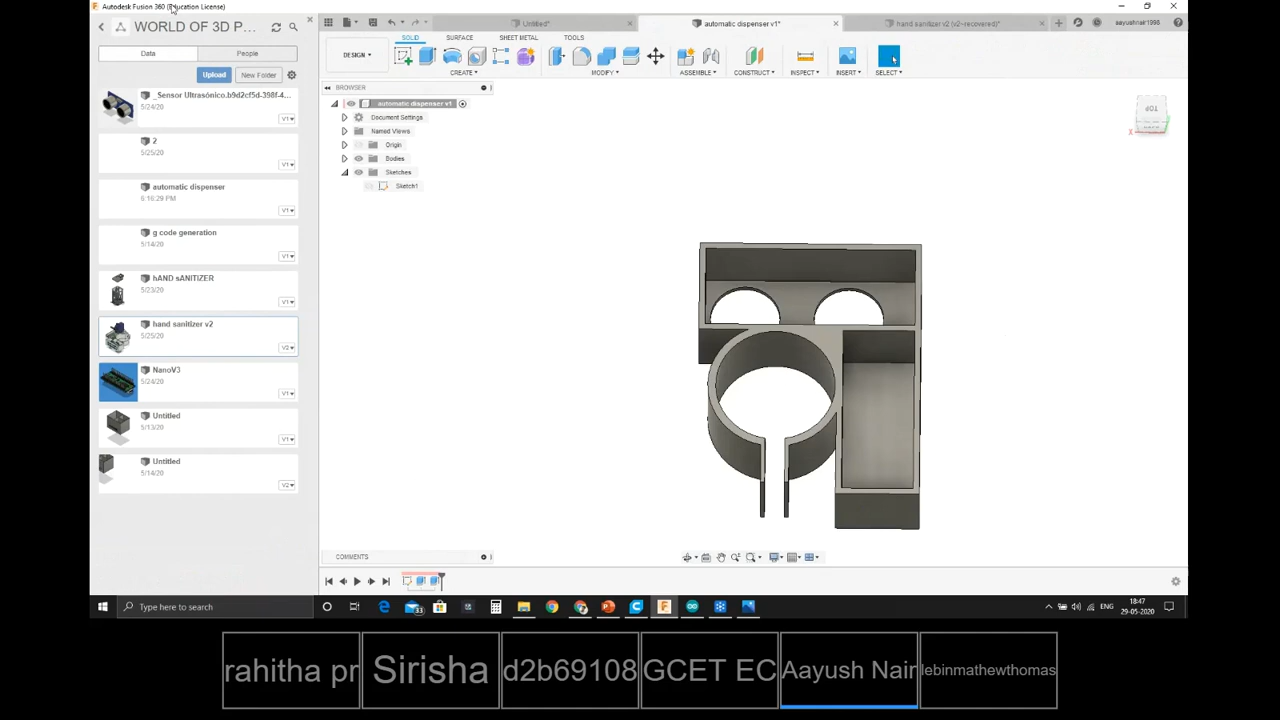 Autodesk Fusion 360 (Education License)
WORLD OF 3D P...
Data People
Upload New Folder
_Sensor Ultrasónico.b9d2cf5d-398f-4...
5/24/20
V1
2
5/25/20
V1
automatic dispenser
6:16:29 PM
V1
g code generation
5/14/20
V1
hAND sANITIZER
5/23/20
V1
hand sanitizer v2
5/25/20
V2
NanoV3
5/24/20
V1
Untitled
5/13/20
V1
Untitled
5/14/20
V2
Untitled*
automatic dispenser v1*
hand sanitizer v2 (v2-recovered)*
aayushnair1998
DESIGN
SOLID SURFACE SHEET METAL TOOLS
CREATE MODIFY ASSEMBLE CONSTRUCT INSPECT INSERT SELECT
BROWSER
automatic dispenser v1
Document Settings
Named Views
Origin
Bodies
Sketches
Sketch1
TOP
X
COMMENTS
Type here to search
33
ENG
18:47
29-05-2020
rahitha pr
Sirisha
d2b69108
GCET EC
Aayush Nair
lebinmathewthomas